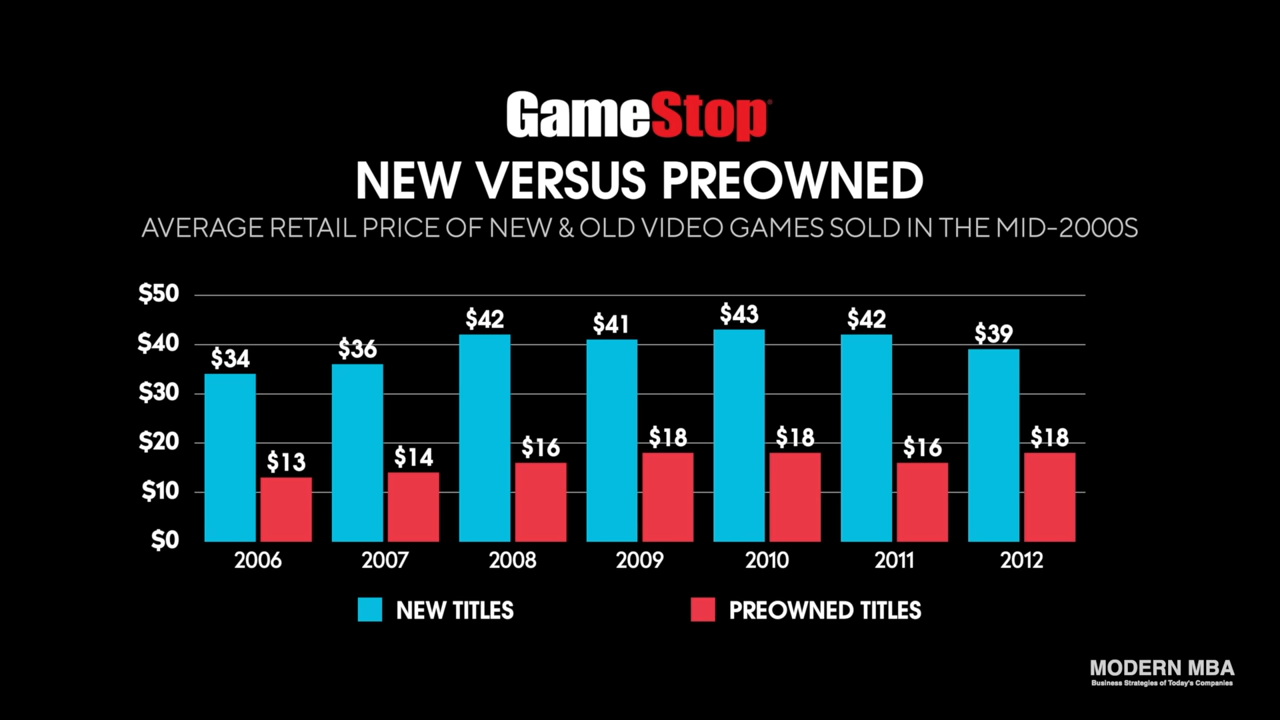 GameStop
NEW VERSUS PREOWNED
AVERAGE RETAIL PRICE OF NEW & OLD VIDEO GAMES SOLD IN THE MID-2000S
$50
$40
$30
$20
$10
$0
$34
$13
$36
$14
$42
$16
$41
$18
$43
$18
$42
$16
$39
$18
2006 2007 2008 2009 2010 2011 2012
NEW TITLES PREOWNED TITLES
MODERN MBA
Business Strategies of Today's Companies